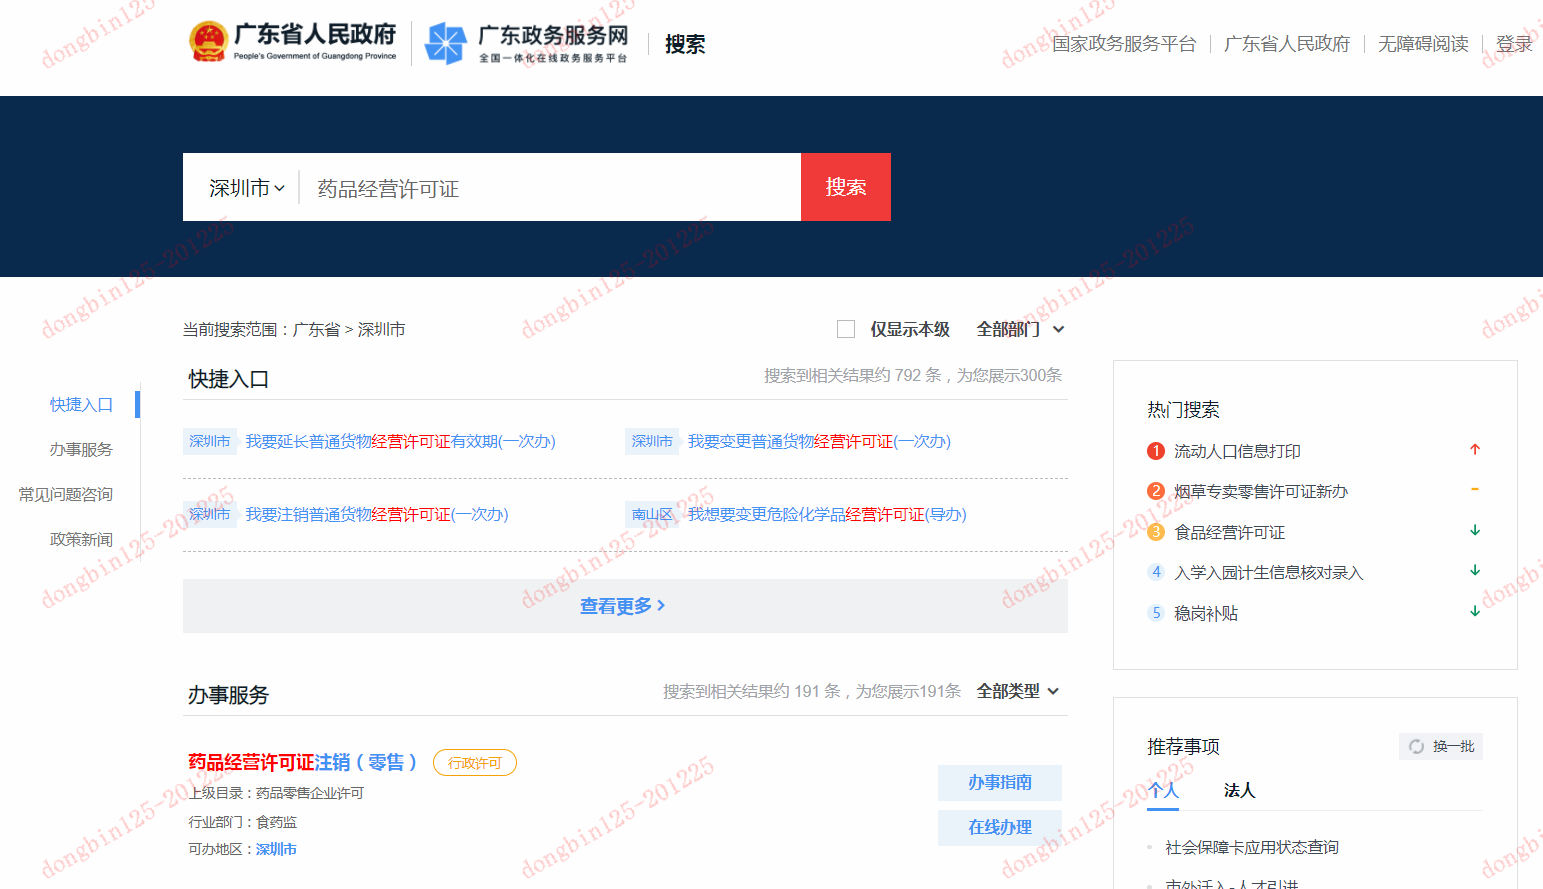 广东省人民政府
People's Government of Guangdong Province
广东政务服务网
全国一体化在线政务服务平台
搜索
国家政务服务平台 广东省人民政府 无障碍阅读 登录
深圳市 药品经营许可证 搜索
当前搜索范围：广东省 > 深圳市
仅显示本级 全部部门
快捷入口
办事服务
常见问题咨询
政策新闻
快捷入口 搜索到相关结果约 792 条，为您展示300条
深圳市 我要延长普通货物经营许可证有效期(一次办)
深圳市 我要变更普通货物经营许可证(一次办)
深圳市 我要注销普通货物经营许可证(一次办)
南山区 我想要变更危险化学品经营许可证(导办)
查看更多
办事服务 搜索到相关结果约 191 条，为您展示191条 全部类型
药品经营许可证注销（零售） 行政许可
上级目录：药品零售企业许可
行业部门：食药监
可办地区：深圳市
办事指南
在线办理
热门搜索
1 流动人口信息打印
2 烟草专卖零售许可证新办
3 食品经营许可证
4 入学入园计生信息核对录入
5 稳岗补贴
推荐事项 换一批
个人 法人
社会保障卡应用状态查询
市外迁入-人才引进
dongbin125-201225